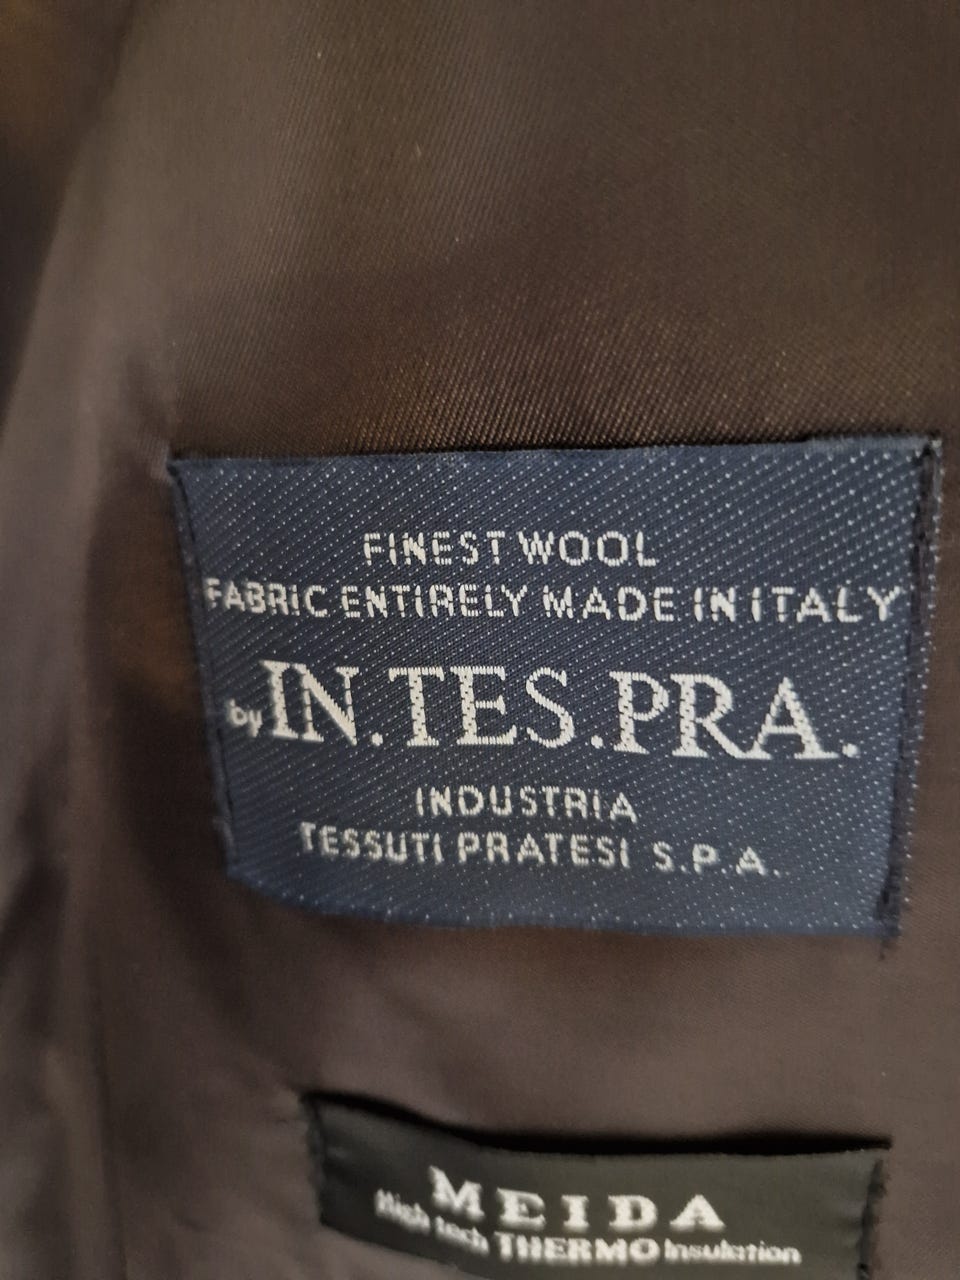 FINEST WOOL
FABRIC ENTIRELY MADE IN ITALY
by IN.TES.PRA.
INDUSTRIA
TESSUTI PRATESI S.P.A.
MEIDA
High tech THERMO Insulation